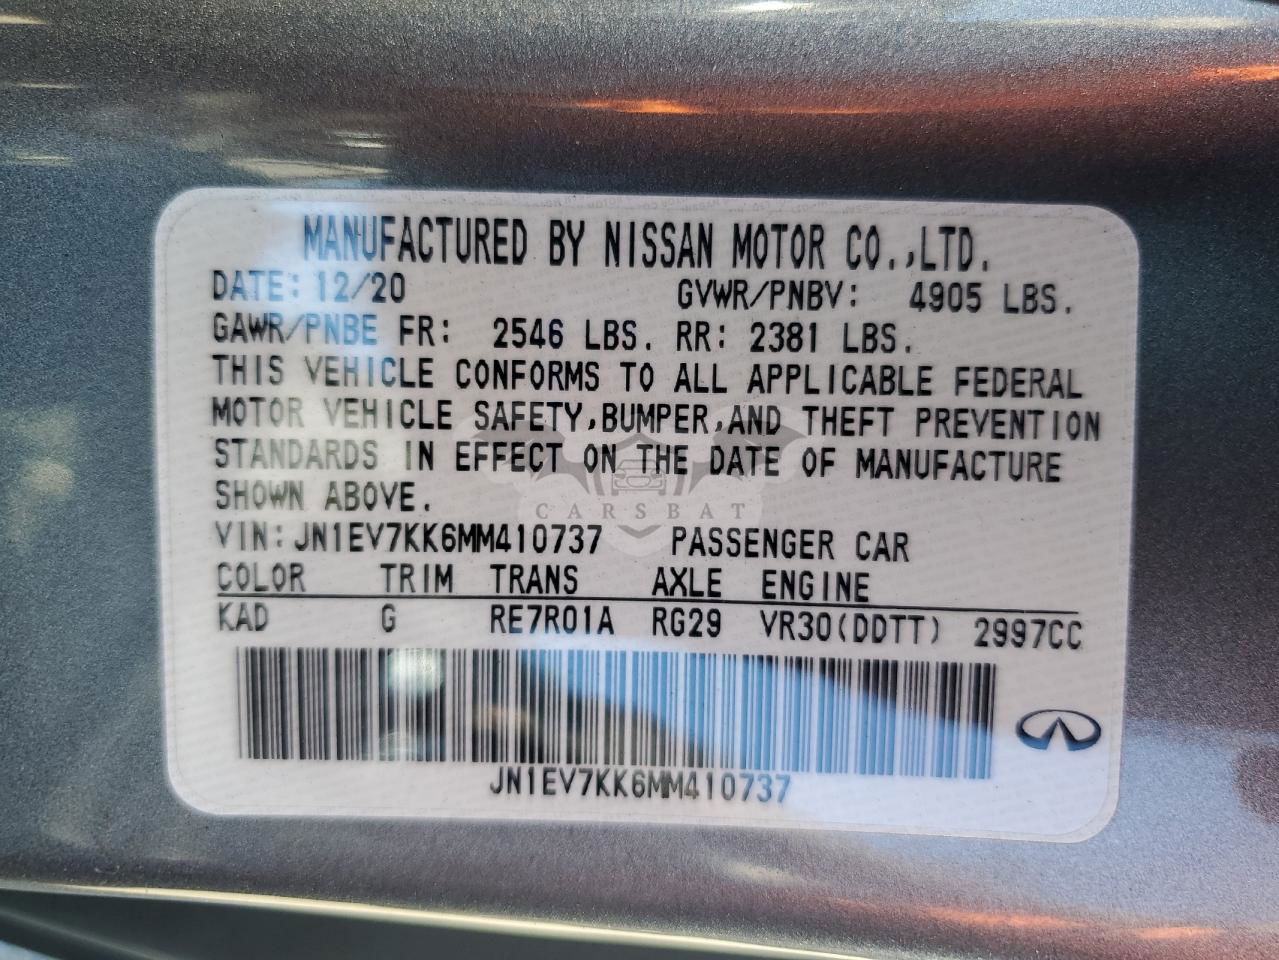 MANUFACTURED BY NISSAN MOTOR CO.,LTD.
DATE: 12/20 GVWR/PNBV: 4905 LBS.
GAWR/PNBE FR: 2546 LBS. RR: 2381 LBS.
THIS VEHICLE CONFORMS TO ALL APPLICABLE FEDERAL
MOTOR VEHICLE SAFETY,BUMPER,AND THEFT PREVENTION
STANDARDS IN EFFECT ON THE DATE OF MANUFACTURE
SHOWN ABOVE.
CARSBAT
VIN:JN1EV7KK6MM410737 PASSENGER CAR
COLOR TRIM TRANS AXLE ENGINE
KAD G RE7R01A RG29 VR30(DDTT) 2997CC
JN1EV7KK6MM410737